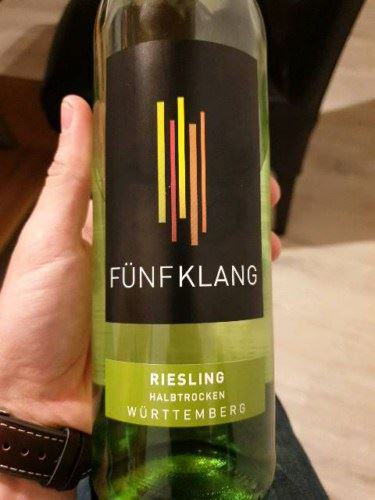 FÜNFKLANG
RIESLING
HALBTROCKEN
WÜRTTEMBERG